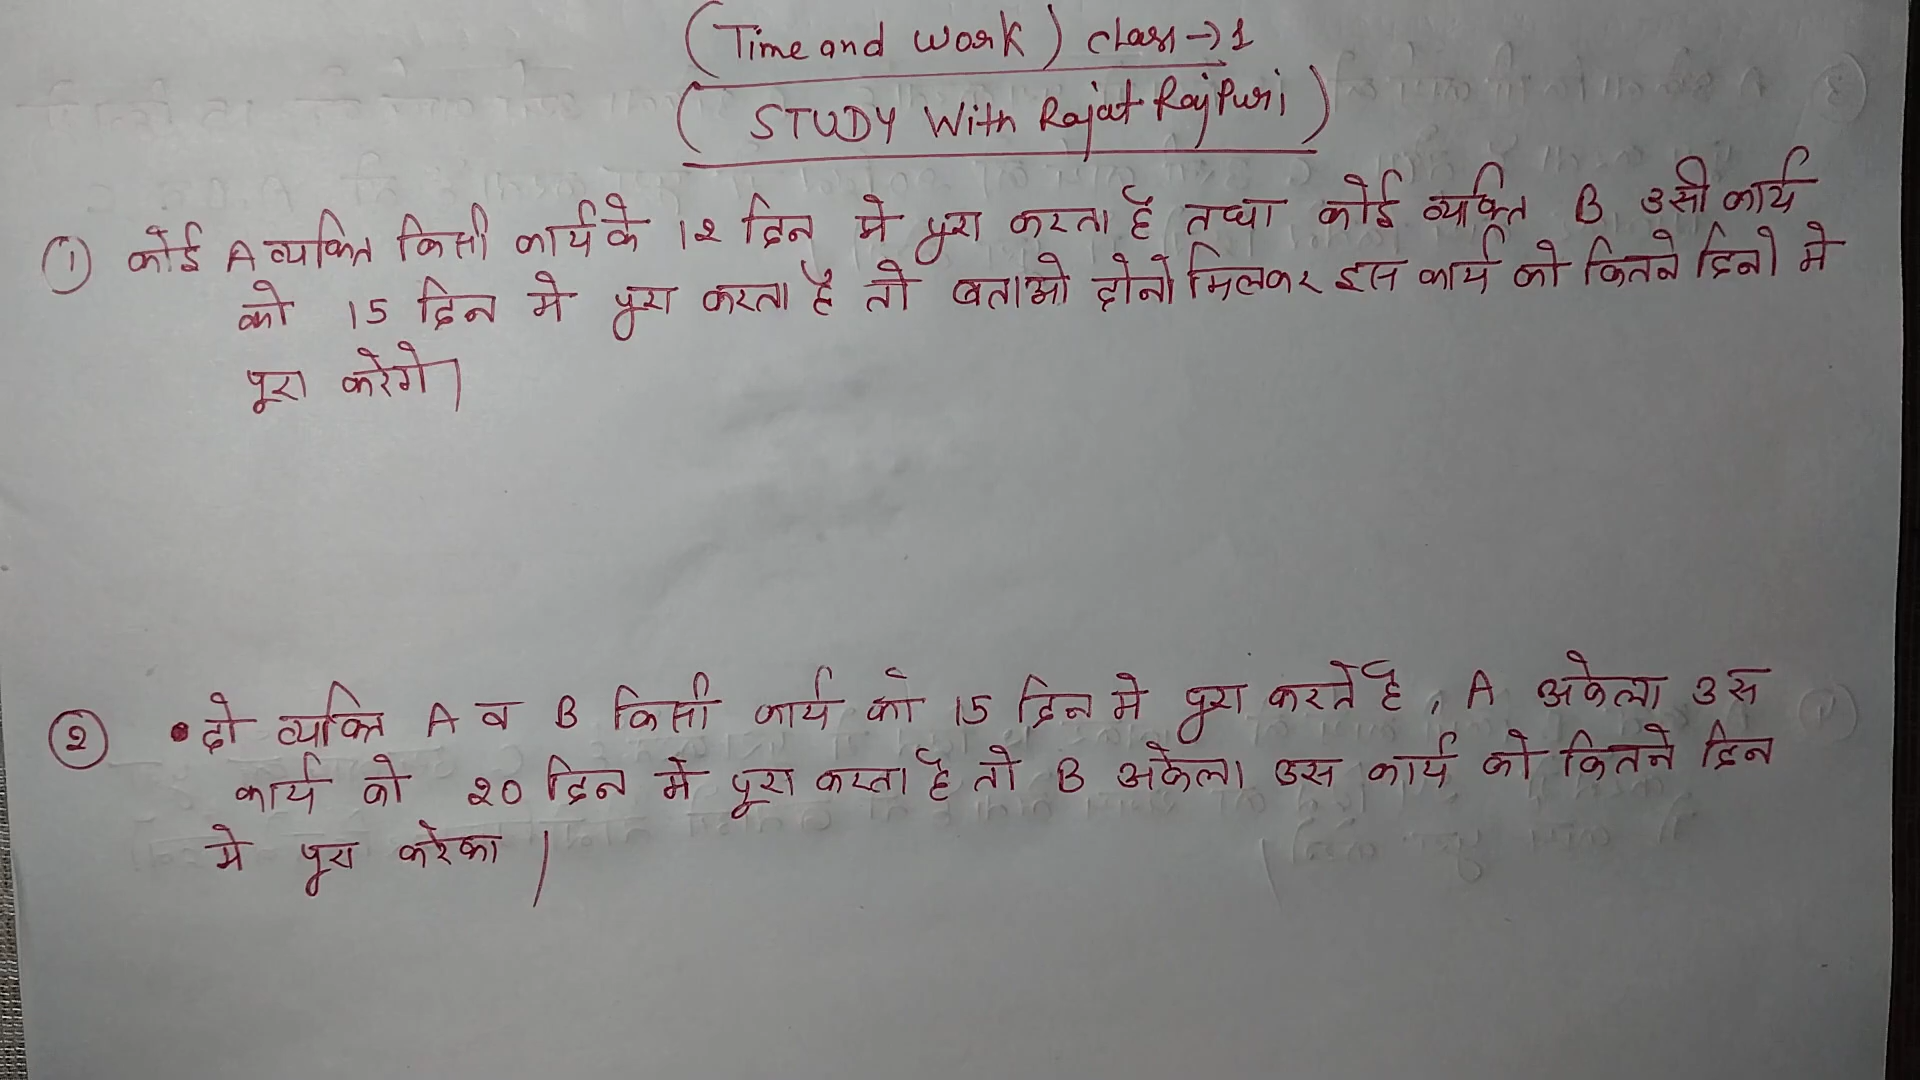 (Time and work) class → 1
(STUDY With Rajat Rajpuri)
① कोई A व्यक्ति किसी कार्य के 12 दिन मे पूरा करता है तथा कोई व्यक्ति B उसी कार्य
को 15 दिन मे पूरा करता है तो बताओ दोनो मिलकर इस कार्य को कितने दिनो मे
पूरा करेगे।
② • दो व्यक्ति A व B किसी कार्य को 15 दिन मे पूरा करते है, A अकेला उस
कार्य को 20 दिन मे पूरा करता है तो B अकेला उस कार्य को कितने दिन
मे पूरा करेका।